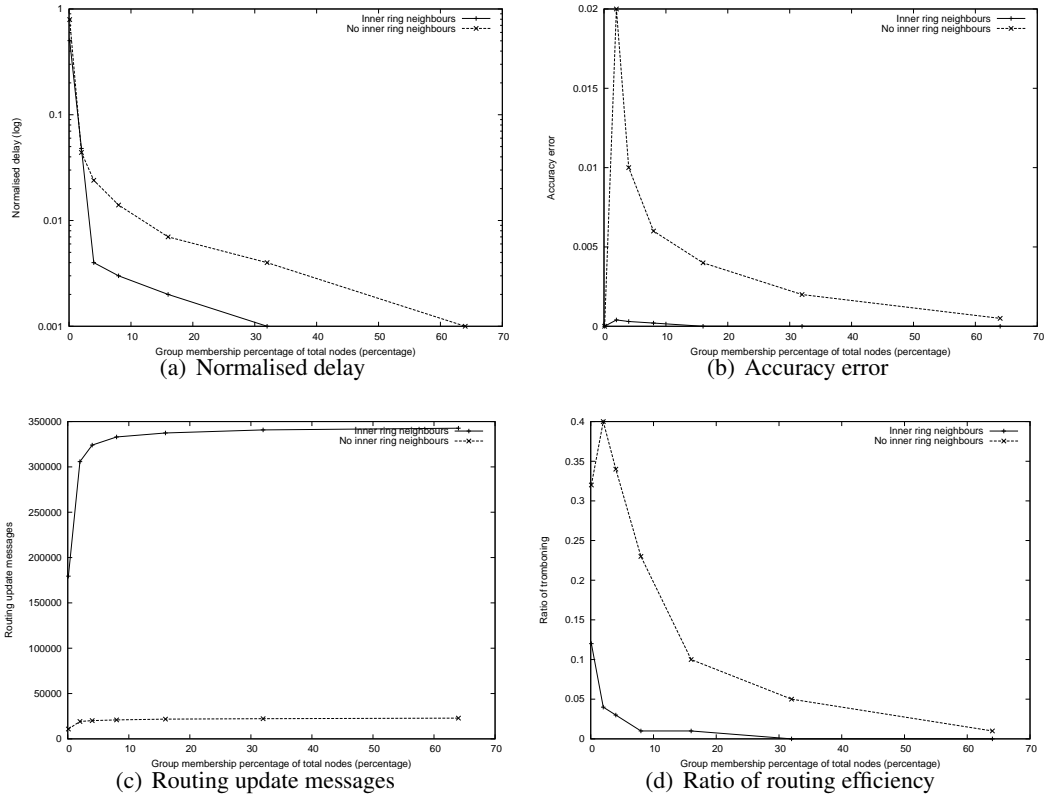 1
0.1
0.01
0.001
0 10 20 30 40 50 60 70
Normalised delay (log)
Group membership percentage of total nodes (percentage)
Inner ring neighbours
No inner ring neighbours
(a) Normalised delay
0.02
0.015
0.01
0.005
0
0 10 20 30 40 50 60 70
Accuracy error
Group membership percentage of total nodes (percentage)
Inner ring neighbours
No inner ring neighbours
(b) Accuracy error
350000
300000
250000
200000
150000
100000
50000
0
0 10 20 30 40 50 60 70
Routing update messages
Group membership percentage of total nodes (percentage)
Inner ring neighbours
No inner ring neighbours
(c) Routing update messages
0.4
0.35
0.3
0.25
0.2
0.15
0.1
0.05
0
0 10 20 30 40 50 60 70
Ratio of tromboning
Group membership percentage of total nodes (percentage)
Inner ring neighbours
No inner ring neighbours
(d) Ratio of routing efficiency